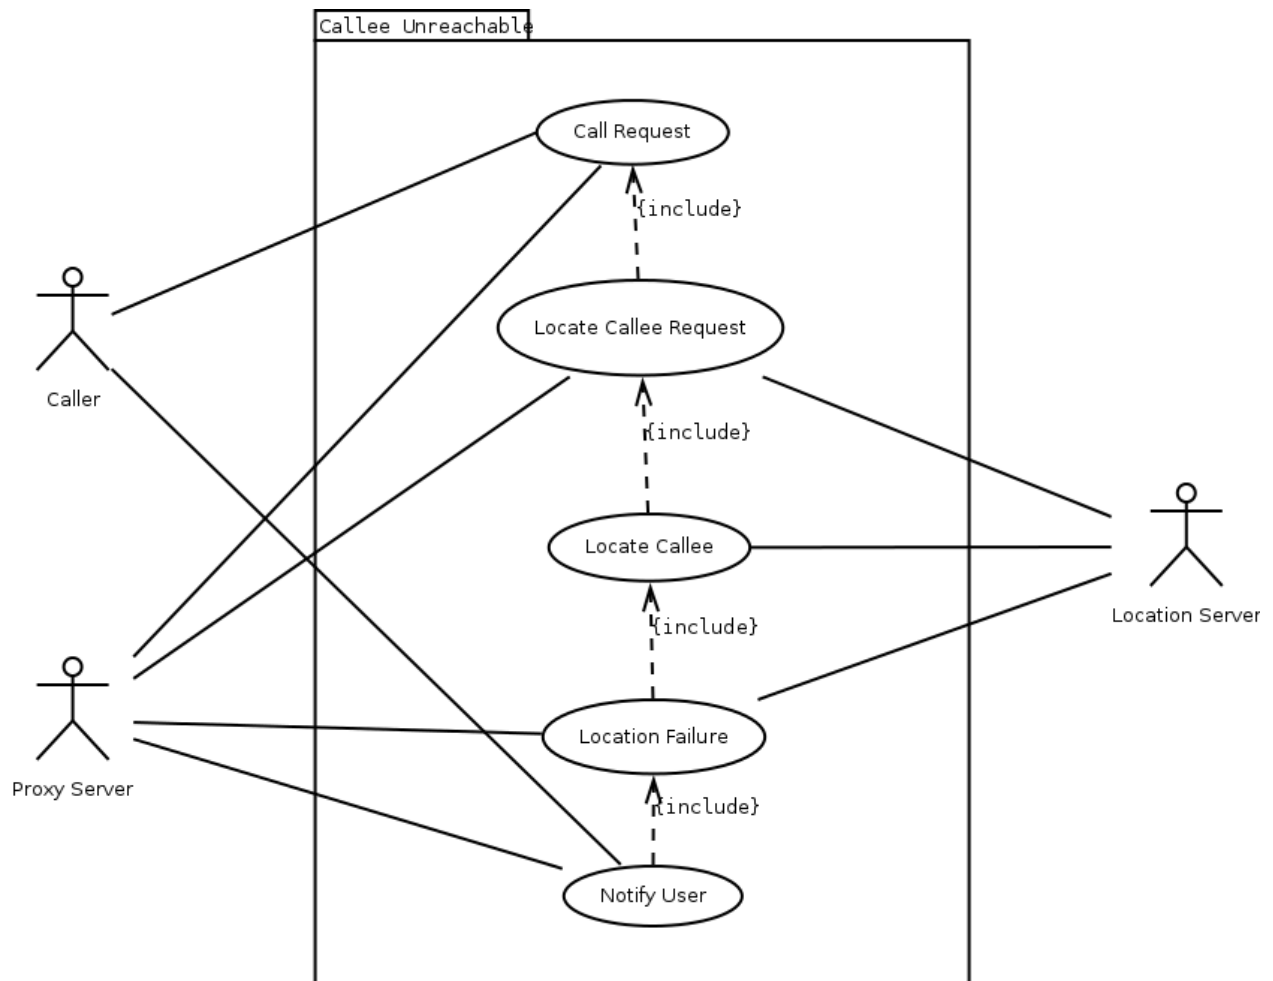 Callee Unreachable
Call Request
{include}
Locate Callee Request
Caller
{include}
Locate Callee
Location Server
{include}
Location Failure
Proxy Server
{include}
Notify User